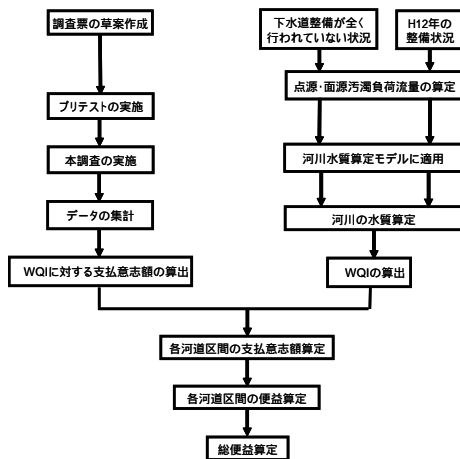 調査票の草案作成
プリテストの実施
本調査の実施
データの集計
WQIに対する支払意志額の算出
下水道整備が全く
行われていない状況
H12年の
整備状況
点源・面源汚濁負荷流量の算定
河川水質算定モデルに適用
河川の水質算定
WQIの算出
各河道区間の支払意志額算定
各河道区間の便益算定
総便益算定